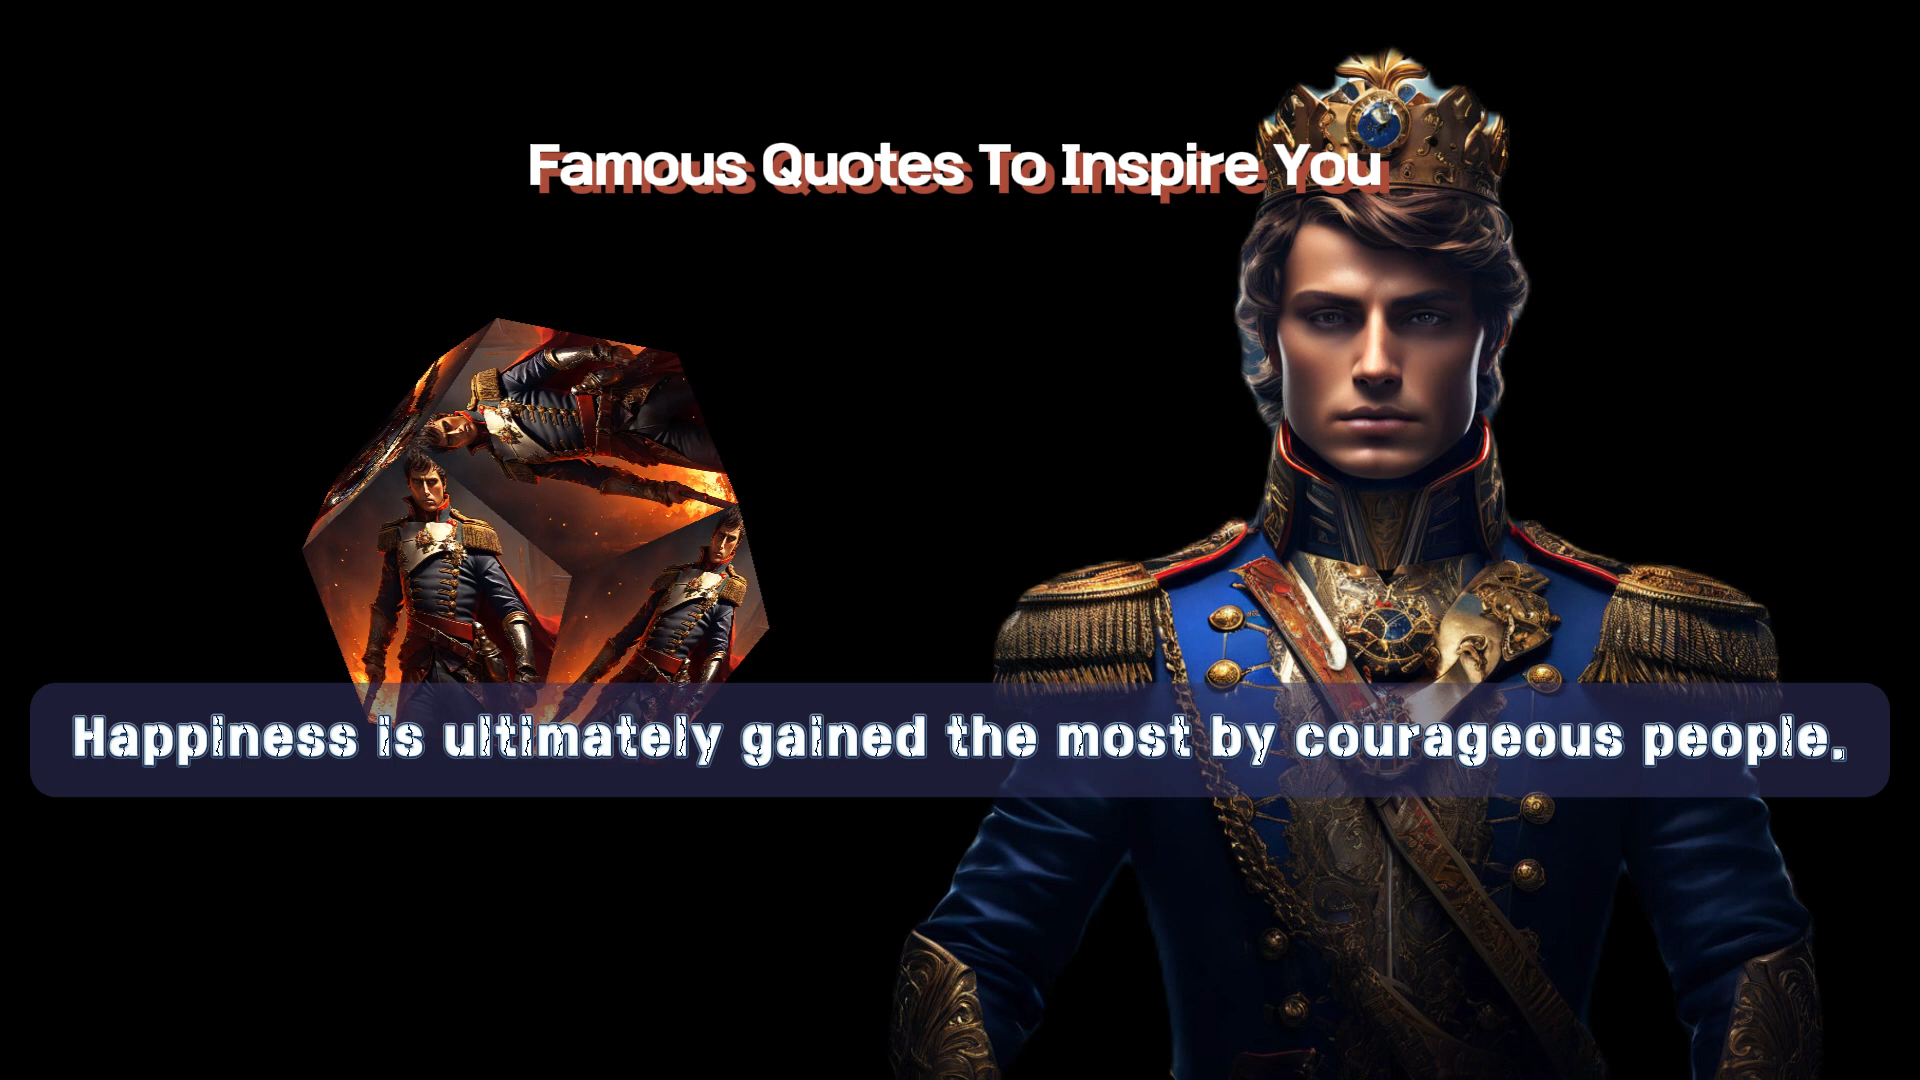 Famous Quotes To Inspire You
Happiness is ultimately gained the most by courageous people.